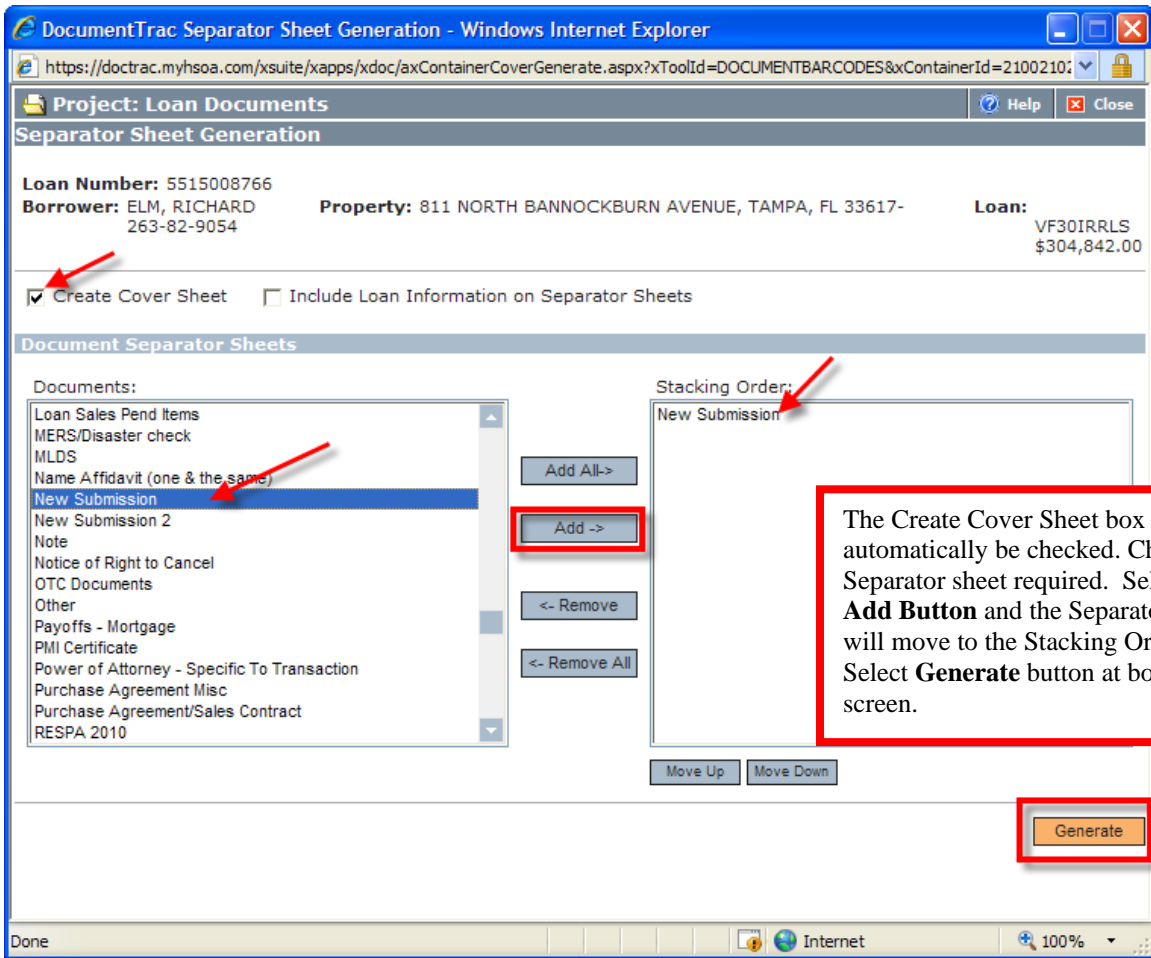 DocumentTrac Separator Sheet Generation - Windows Internet Explorer
https://doctrac.myhsoa.com/xsuite/xapps/xdoc/axContainerCoverGenerate.aspx?xToolId=DOCUMENTBARCODES&xContainerId=21002102
Project: Loan Documents
Help
Close
Separator Sheet Generation
Loan Number: 5515008766
Borrower: ELM, RICHARD
263-82-9054
Property: 811 NORTH BANNOCKBURN AVENUE, TAMPA, FL 33617-
Loan:
VF30IRRLS
$304,842.00
Create Cover Sheet
Include Loan Information on Separator Sheets
Document Separator Sheets
Documents:
Loan Sales Pend Items
MERS/Disaster check
MLDS
Name Affidavit (one & the same)
New Submission
New Submission 2
Note
Notice of Right to Cancel
OTC Documents
Other
Payoffs - Mortgage
PMI Certificate
Power of Attorney - Specific To Transaction
Purchase Agreement Misc
Purchase Agreement/Sales Contract
RESPA 2010
Add All->
Add ->
<- Remove
<- Remove All
Stacking Order:
New Submission
The Create Cover Sheet box
automatically be checked. Ch
Separator sheet required. Sel
Add Button and the Separato
will move to the Stacking Or
Select Generate button at bo
screen.
Move Up
Move Down
Generate
Done
Internet
100%